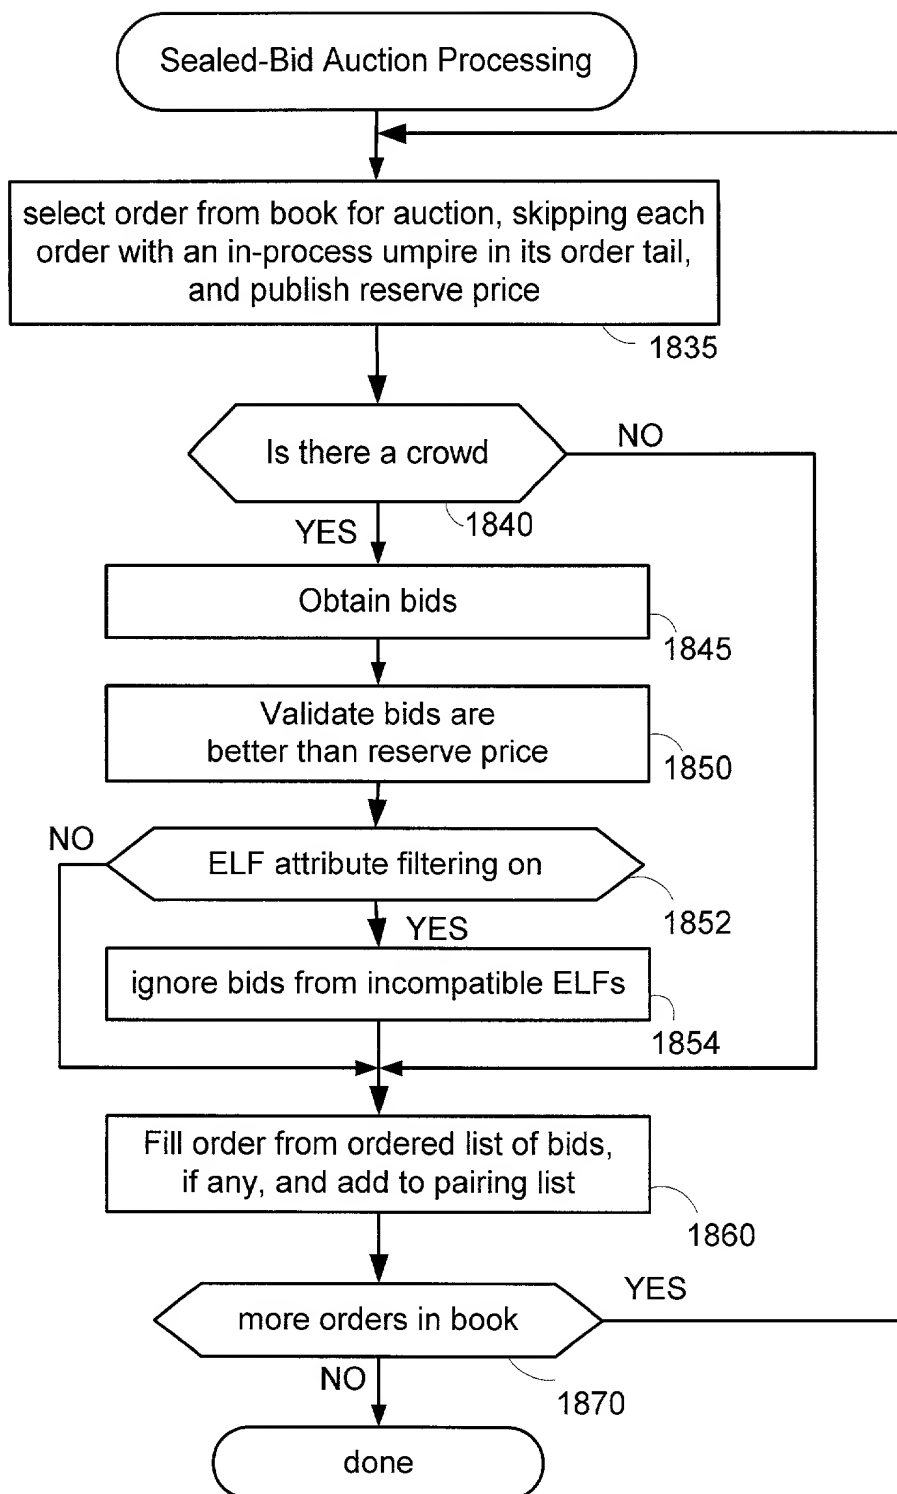 Sealed-Bid Auction Processing
select order from book for auction, skipping each
order with an in-process umpire in its order tail,
and publish reserve price
1835
Is there a crowd
NO
1840
YES
Obtain bids
1845
Validate bids are
better than reserve price
1850
NO
ELF attribute filtering on
1852
YES
ignore bids from incompatible ELFs
1854
Fill order from ordered list of bids,
if any, and add to pairing list
1860
YES
more orders in book
NO
1870
done